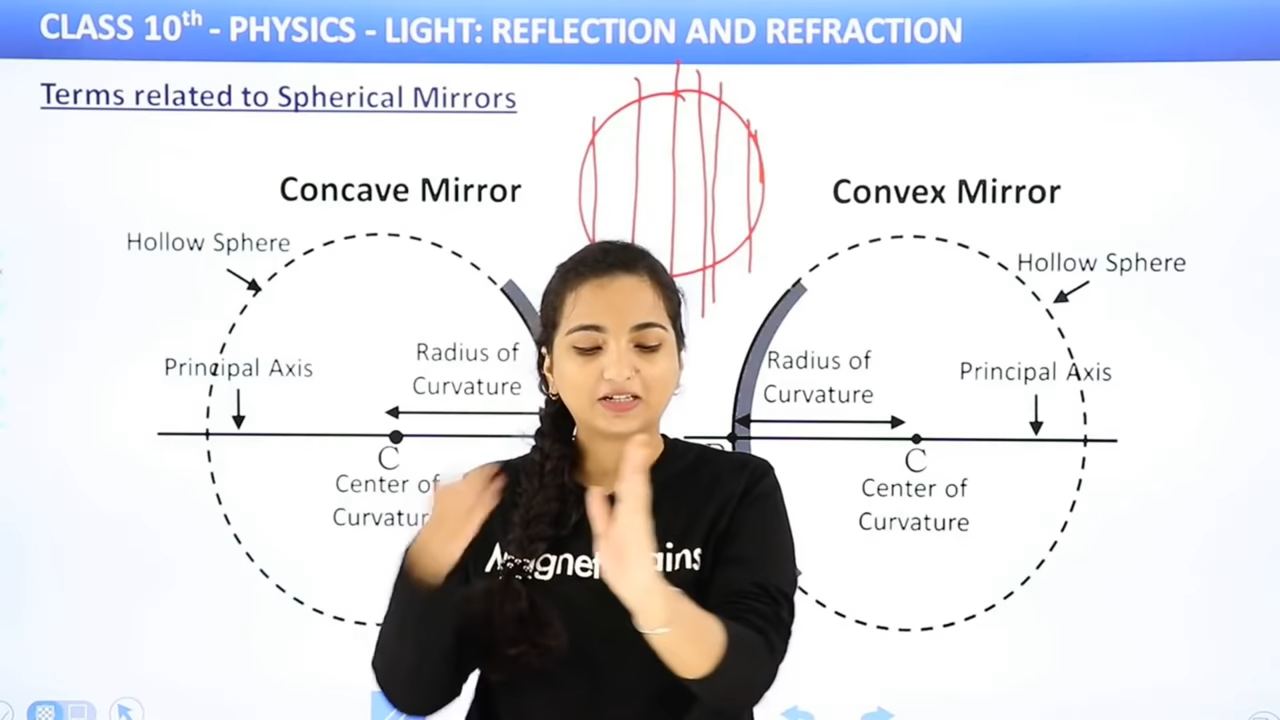 CLASS 10th - PHYSICS - LIGHT: REFLECTION AND REFRACTION
Terms related to Spherical Mirrors
Concave Mirror
Hollow Sphere
Principal Axis
Radius of
Curvature
C
Center of
Convex Mirror
Hollow Sphere
Radius of
Curvature
Principal Axis
C
Center of
Curvature